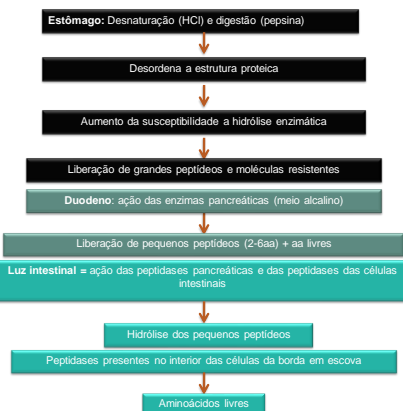 Estômago: Desnaturação (HCl) e digestão (pepsina)
Desordena a estrutura proteica
Aumento da susceptibilidade a hidrólise enzimática
Liberação de grandes peptídeos e moléculas resistentes
Duodeno: ação das enzimas pancreáticas (meio alcalino)
Liberação de pequenos peptídeos (2-6aa) + aa livres
Luz intestinal = ação das peptidases pancreáticas e das peptidases das células
intestinais
Hidrólise dos pequenos peptídeos
Peptidases presentes no interior das células da borda em escova
Aminoácidos livres